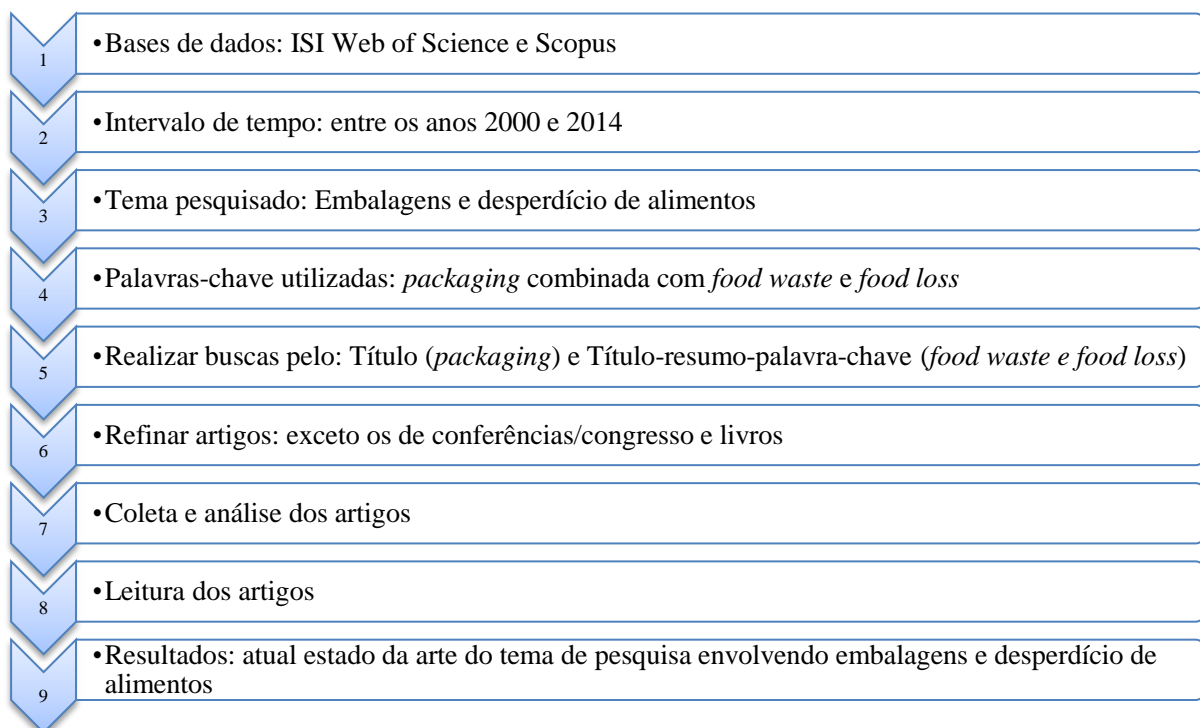 1
•Bases de dados: ISI Web of Science e Scopus
2
•Intervalo de tempo: entre os anos 2000 e 2014
3
•Tema pesquisado: Embalagens e desperdício de alimentos
4
•Palavras-chave utilizadas: packaging combinada com food waste e food loss
5
•Realizar buscas pelo: Título (packaging) e Título-resumo-palavra-chave (food waste e food loss)
6
•Refinar artigos: exceto os de conferências/congresso e livros
7
•Coleta e análise dos artigos
8
•Leitura dos artigos
9
•Resultados: atual estado da arte do tema de pesquisa envolvendo embalagens e desperdício de
alimentos